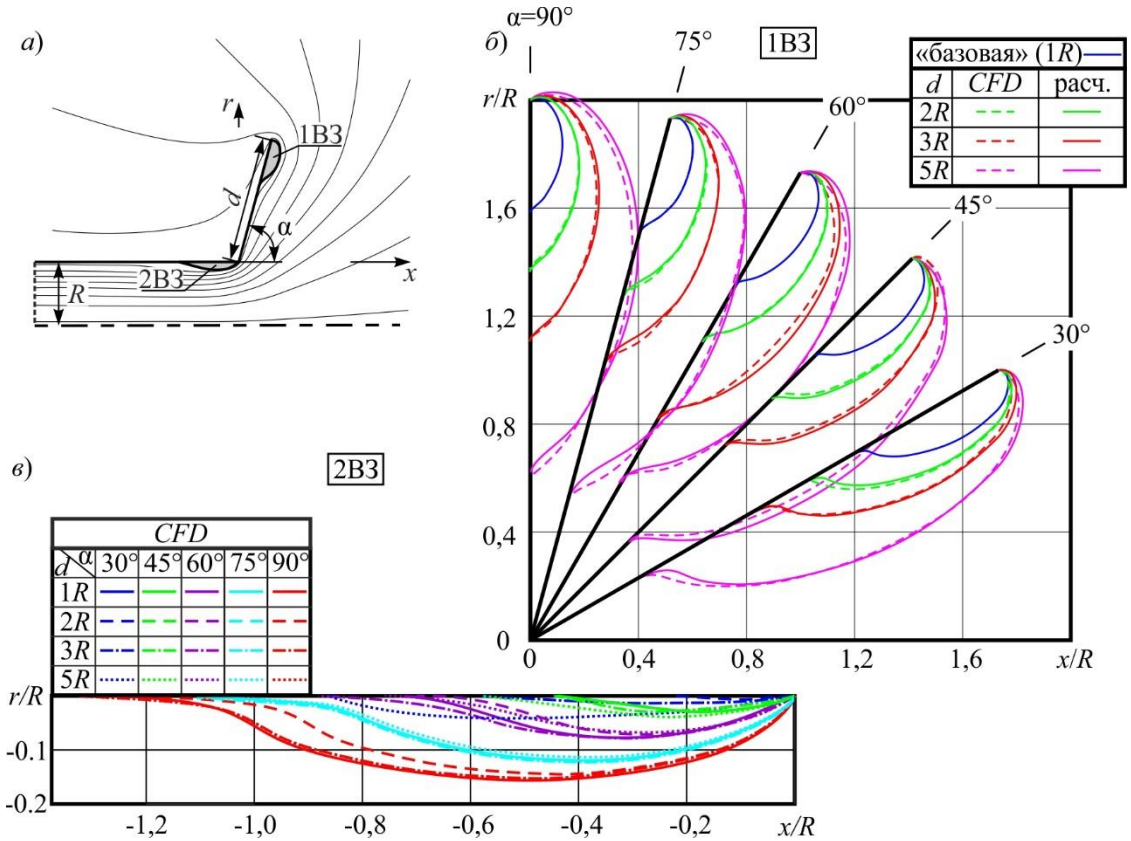 а)
r
1ВЗ
d
α
2ВЗ
R
x
α=90°
б)
75°
1ВЗ
60°
45°
30°
«базовая» (1R)
d CFD расч.
2R
3R
5R
r/R
1,6
1,2
0,8
0,4
0
0 0,4 0,8 1,2 1,6 x/R
в)
2ВЗ
CFD
d α 30° 45° 60° 75° 90°
1R
2R
3R
5R
r/R
-0.1
-0.2
-1,2 -1,0 -0,8 -0,6 -0,4 -0,2 x/R